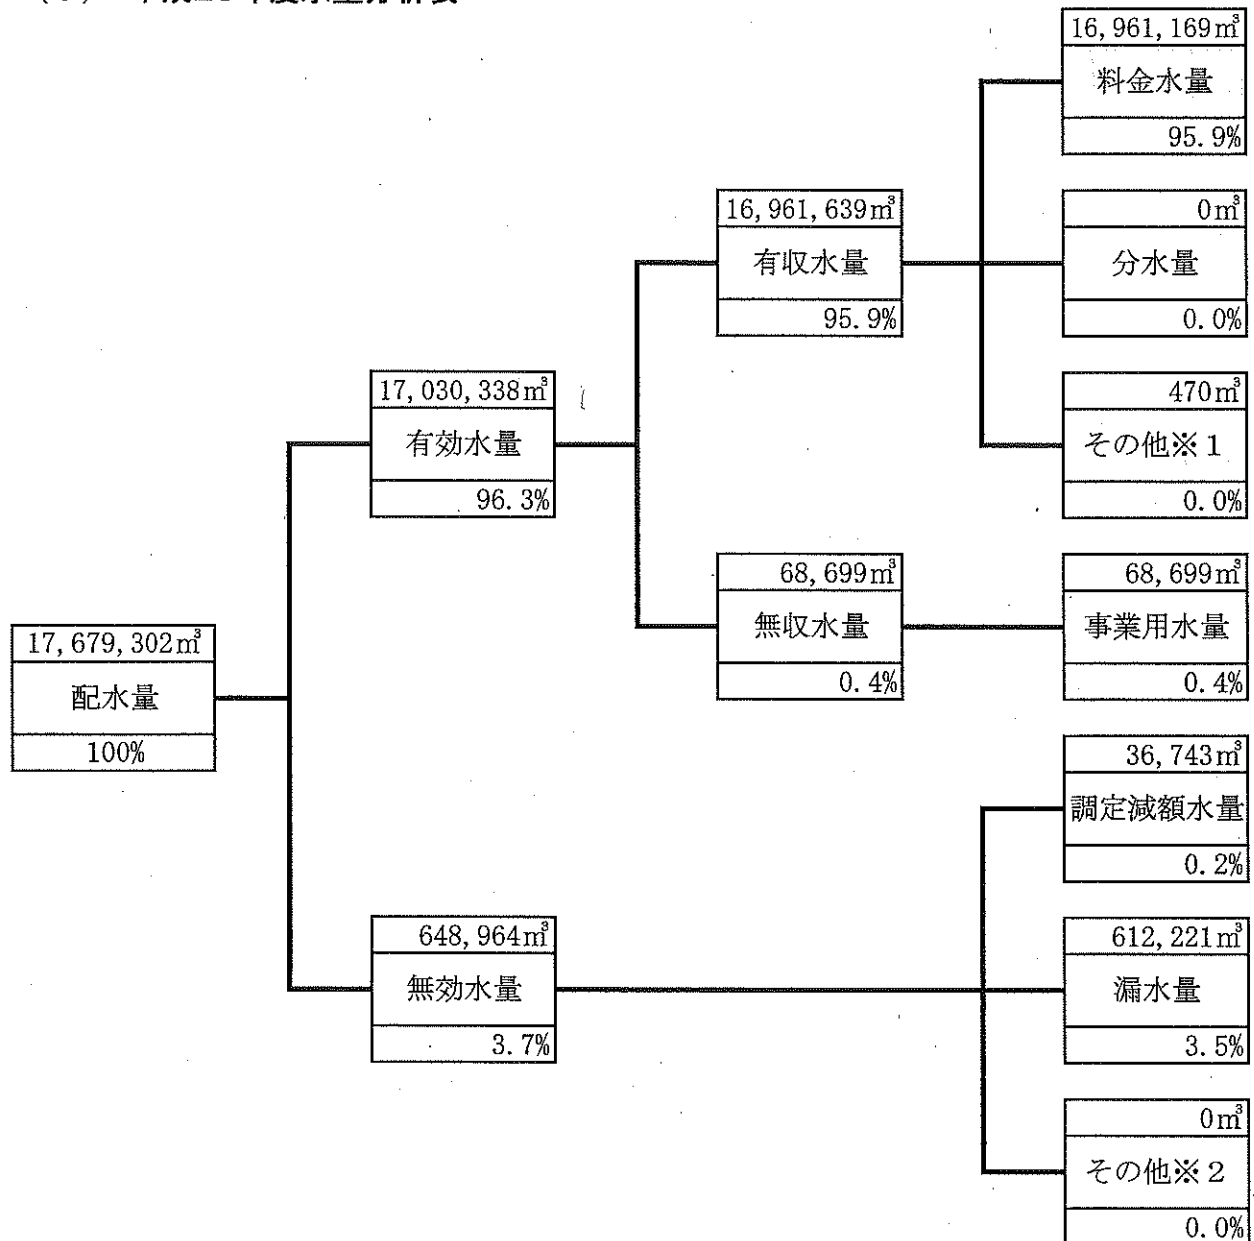 16,961,169㎥
料金水量
95.9%
16,961,639㎥
有収水量
95.9%
0㎥
分水量
0.0%
17,030,338㎥
有効水量
96.3%
470㎥
その他※1
0.0%
68,699㎥
無収水量
0.4%
68,699㎥
事業用水量
0.4%
17,679,302㎥
配水量
100%
36,743㎥
調定減額水量
0.2%
648,964㎥
無効水量
3.7%
612,221㎥
漏水量
3.5%
0㎥
その他※2
0.0%